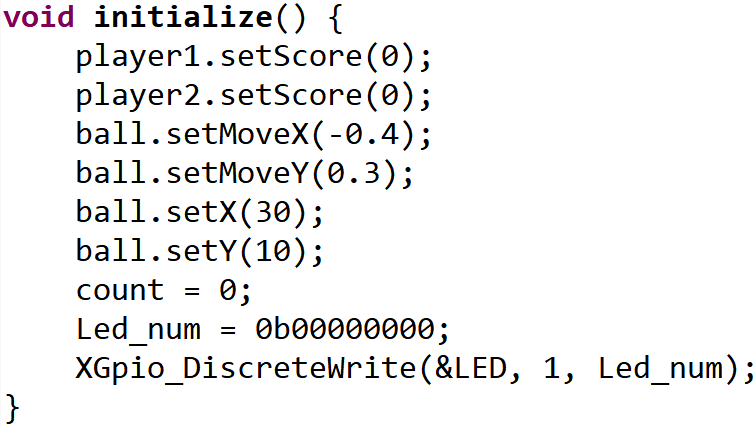 void initialize() {
    player1.setScore(0);
    player2.setScore(0);
    ball.setMoveX(-0.4);
    ball.setMoveY(0.3);
    ball.setX(30);
    ball.setY(10);
    count = 0;
    Led_num = 0b00000000;
    XGpio_DiscreteWrite(&LED, 1, Led_num);
}